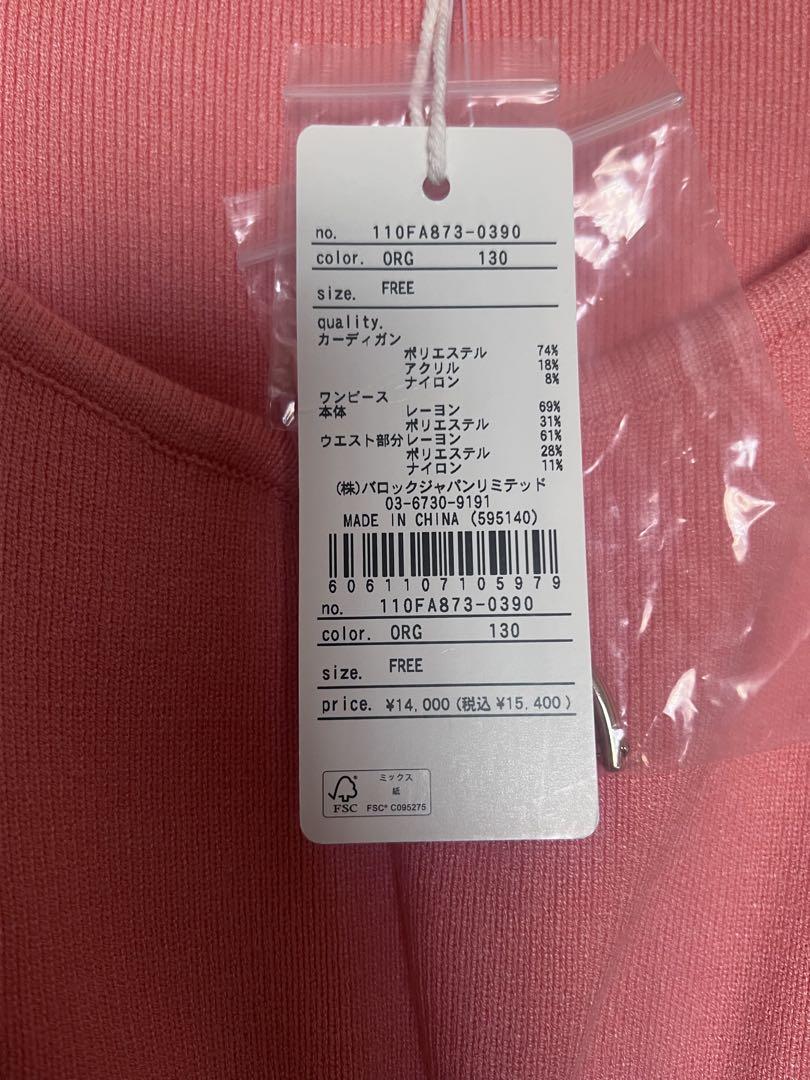 no. 110FA873-0390
color. ORG 130
size. FREE
quality.
カーディガン
ポリエステル 74%
アクリル 18%
ナイロン 8%
ワンピース
本体 レーヨン 69%
ポリエステル 31%
ウエスト部分 レーヨン 61%
ポリエステル 28%
ナイロン 11%
(株)バロックジャパンリミテッド
03-6730-9191
MADE IN CHINA (595140)
6061107105979
no. 110FA873-0390
color. ORG 130
size. FREE
price. ¥14,000(税込¥15,400)
ミックス
紙
FSC
FSC® C095275